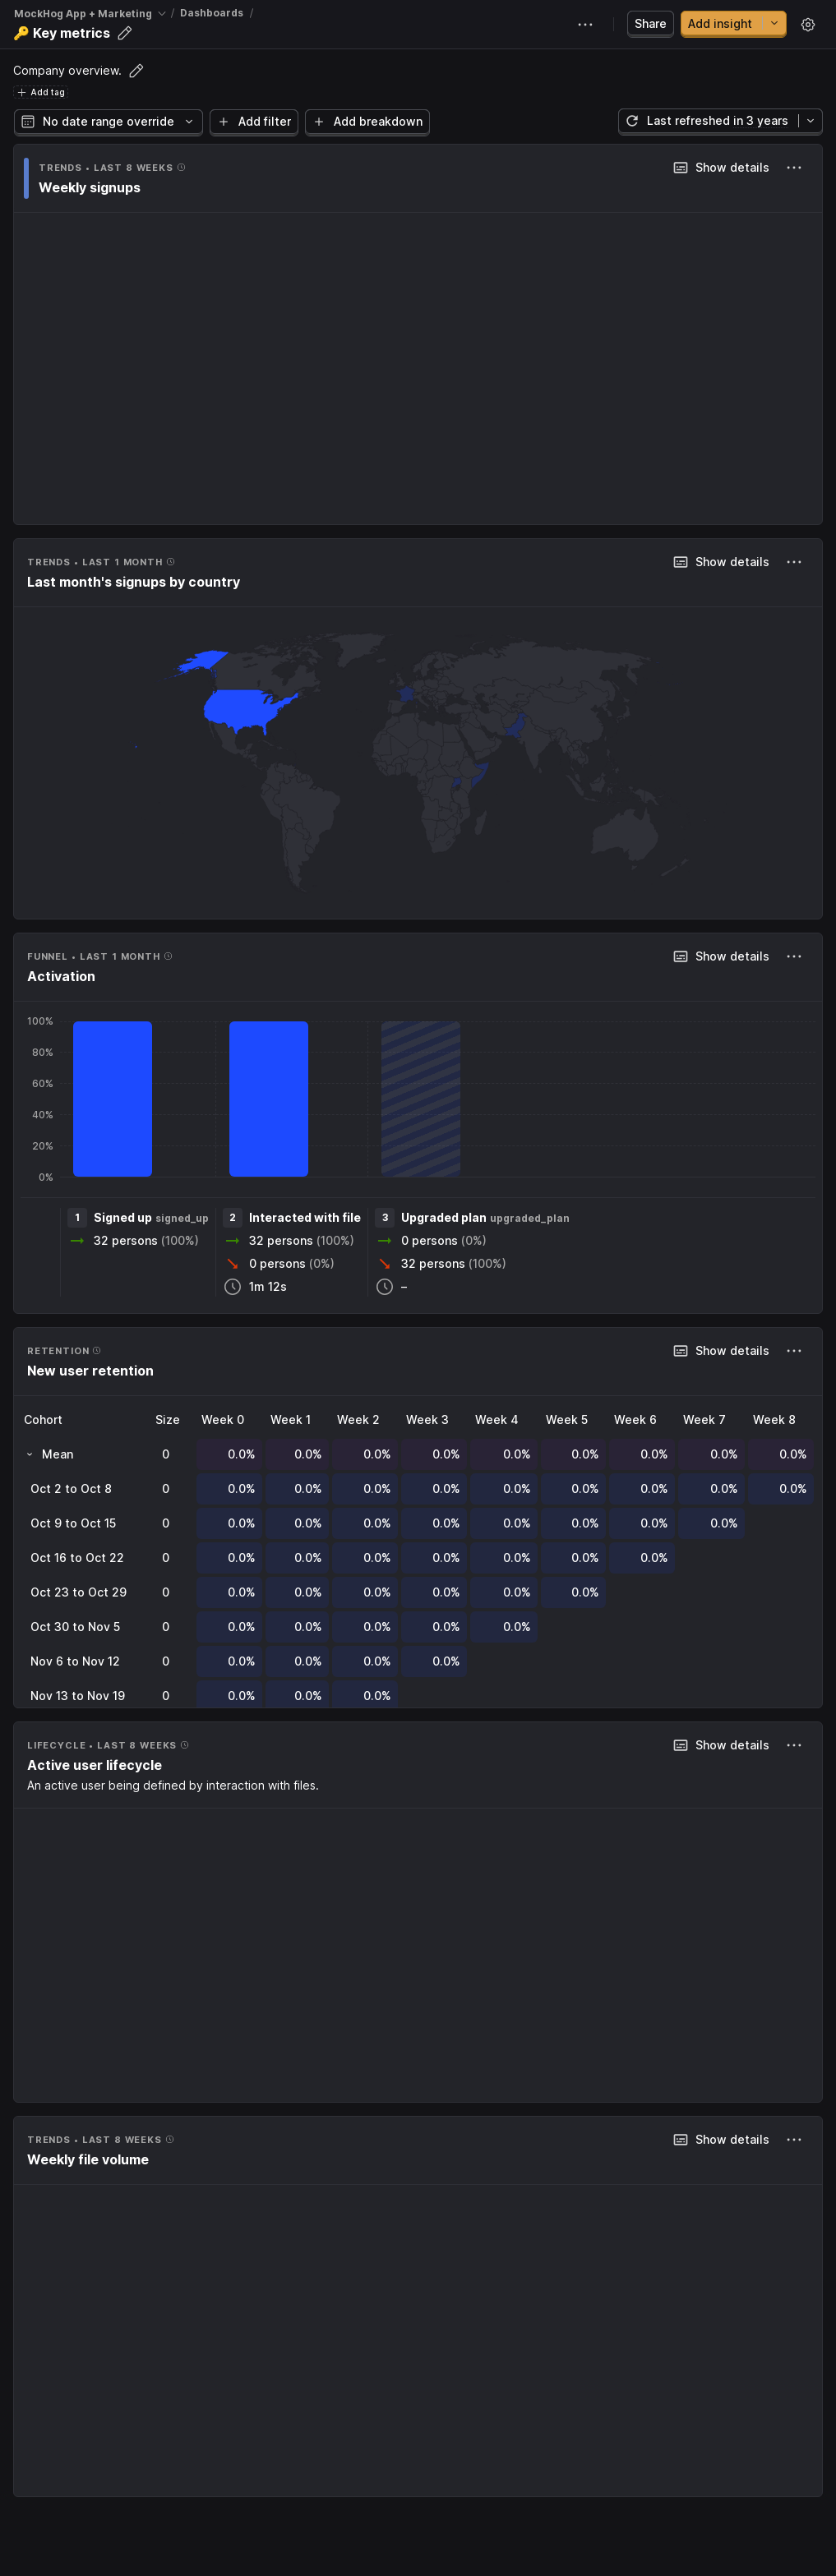 MockHog App + Marketing / Dashboards /
🔑 Key metrics
Share
Add insight
Company overview.
Add tag
No date range override
Add filter
Add breakdown
Last refreshed in 3 years
TRENDS • LAST 8 WEEKS
Show details
Weekly signups
TRENDS • LAST 1 MONTH
Show details
Last month's signups by country
FUNNEL • LAST 1 MONTH
Show details
Activation
100%
80%
60%
40%
20%
0%
1 Signed up signed_up
32 persons (100%)
2 Interacted with file
32 persons (100%)
0 persons (0%)
1m 12s
3 Upgraded plan upgraded_plan
0 persons (0%)
32 persons (100%)
–
RETENTION
Show details
New user retention
Cohort Size Week 0 Week 1 Week 2 Week 3 Week 4 Week 5 Week 6 Week 7 Week 8
Mean 0 0.0% 0.0% 0.0% 0.0% 0.0% 0.0% 0.0% 0.0% 0.0%
Oct 2 to Oct 8 0 0.0% 0.0% 0.0% 0.0% 0.0% 0.0% 0.0% 0.0% 0.0%
Oct 9 to Oct 15 0 0.0% 0.0% 0.0% 0.0% 0.0% 0.0% 0.0% 0.0%
Oct 16 to Oct 22 0 0.0% 0.0% 0.0% 0.0% 0.0% 0.0% 0.0%
Oct 23 to Oct 29 0 0.0% 0.0% 0.0% 0.0% 0.0% 0.0%
Oct 30 to Nov 5 0 0.0% 0.0% 0.0% 0.0% 0.0%
Nov 6 to Nov 12 0 0.0% 0.0% 0.0% 0.0%
Nov 13 to Nov 19 0 0.0% 0.0% 0.0%
LIFECYCLE • LAST 8 WEEKS
Show details
Active user lifecycle
An active user being defined by interaction with files.
TRENDS • LAST 8 WEEKS
Show details
Weekly file volume